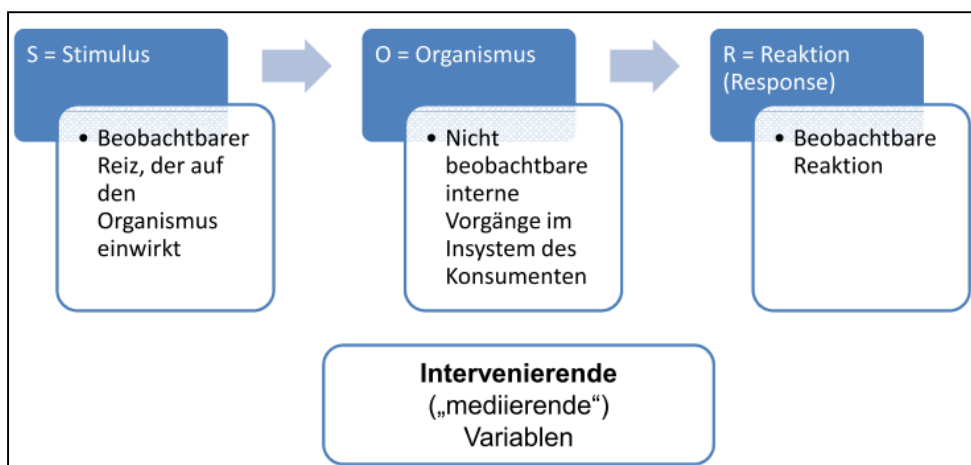 S = Stimulus
• Beobachtbarer
Reiz, der auf
den
Organismus
einwirkt
O = Organismus
• Nicht
beobachtbare
interne
Vorgänge im
Insystem des
Konsumenten
R = Reaktion
(Response)
• Beobachtbare
Reaktion
Intervenierende
(„mediierende“)
Variablen